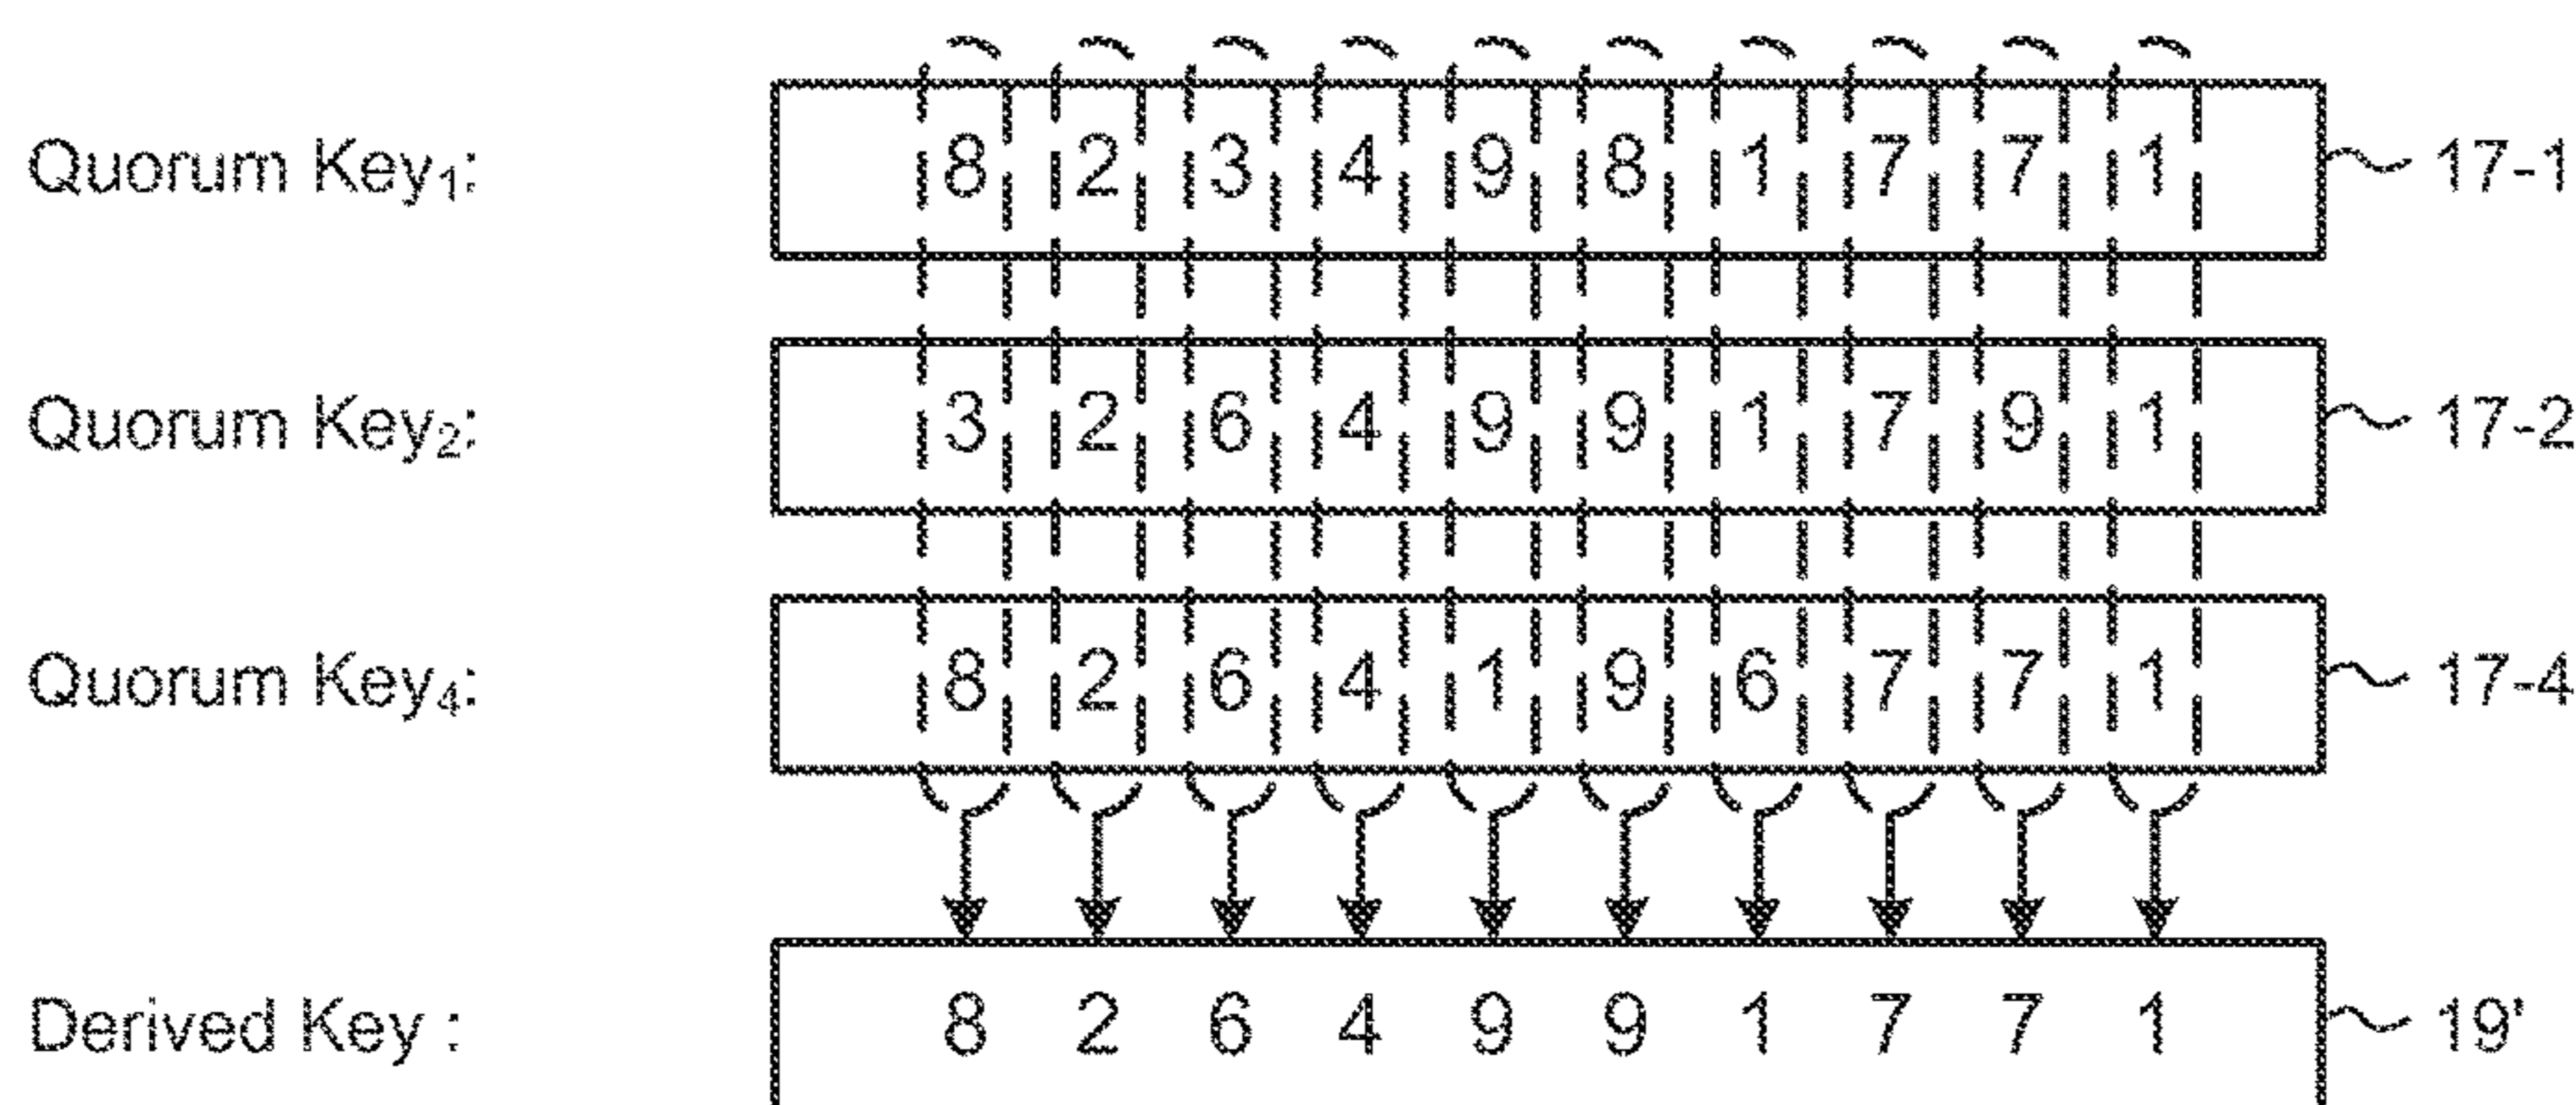 Quorum Key₁: 8 2 3 4 9 8 1 7 7 1 17-1
Quorum Key₂: 3 2 6 4 9 9 1 7 9 1 17-2
Quorum Key₄: 8 2 6 4 1 9 6 7 7 1 17-4
Derived Key : 8 2 6 4 9 9 1 7 7 1 19'